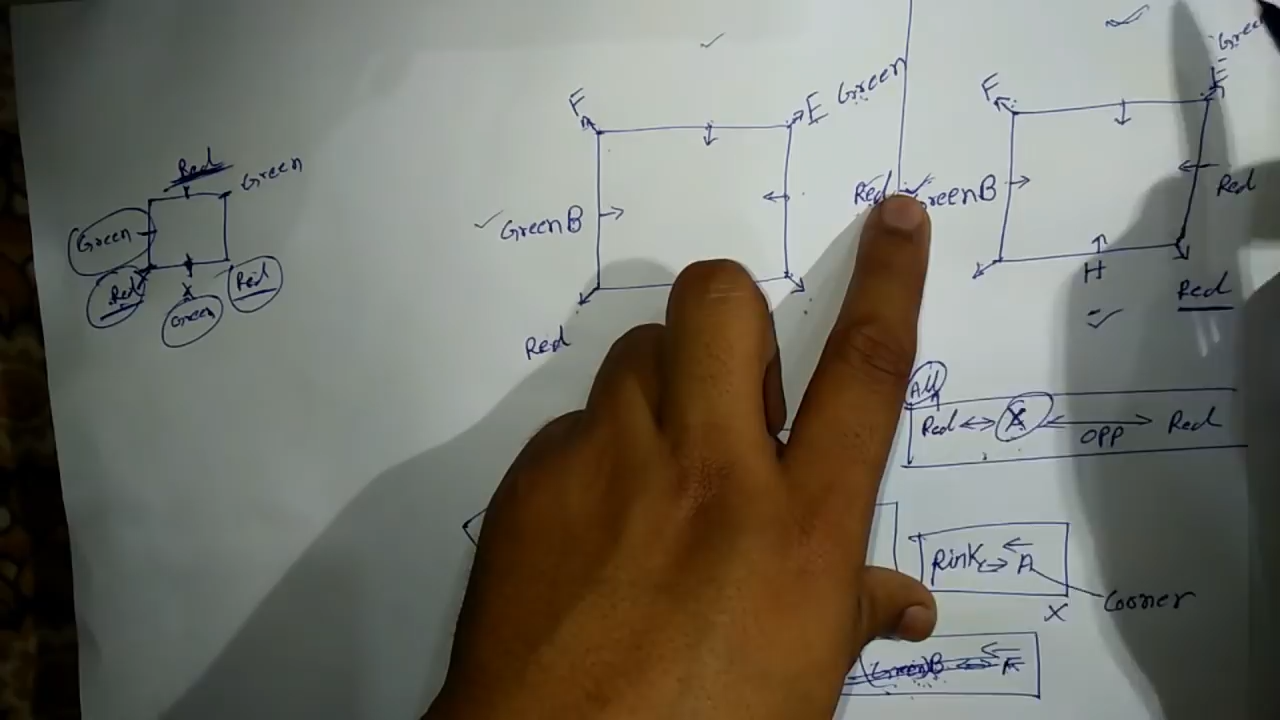 Red
Green
Green
Red
Green
Red
X
F
E Green
Green B
Red
Red
F
E
Green B
Red
H
Red
All
Red ↔ X ↔ Red
OPP
Pink A
Corner
X
Green B F